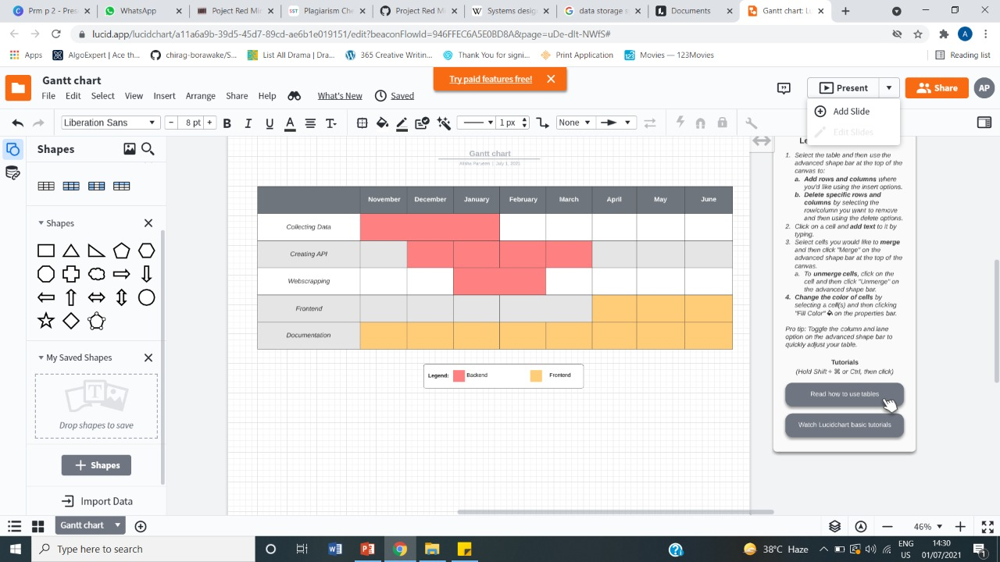 WhatsApp
Project Red Mi
Plant
Project Red Mi
Design system
data storage s
Documents
Gantt chart: Lu
Pricing
lucid.app/lucidchart/a11a6a9b-39d5-45d7-89cd-ae6b1e019151/edit?beaconFlowId=946FFEC6A5E0BD8A&page=uDe-dIt-NWfS#
A
Apps
AlgoExpert | Ace th...
chirag-borawake/S...
List All Drama | Dra...
365 Creative Writin...
Thank You for signi...
Action Painting
Movies — 123Movies
Reading list
Gantt chart
Try paid features free!
File Edit Select View Insert Arrange Share Help What's New Saved
Present
Share
AP
Add Slide
Edit Slides
Liberation Sans
8 pt
B I U A T
1 px
None
Shapes
Shapes
My Saved Shapes
Drop shapes to save
+ Shapes
Import Data
Gantt chart
July 1, 2021
November December January February March April May June
Collecting Data
Creating API
Webscrapping
Frontend
Documentation
Legend: Backend Frontend
1. Select the table and then use the
advanced shape bar at the top of the
canvas to:
a. Add rows and columns where
you'd like using the insert options.
b. Delete specific rows and
columns by selecting the
row/column you want to remove
and then using the delete options.
2. Click on a cell and add text to it by
typing.
3. Select cells you would like to merge
and then click "Merge" on the
advanced shape bar at the top of the
canvas.
a. To unmerge cells, click on the
cell and then click "Unmerge" on
the advanced shape bar.
4. Change the color of cells by
selecting a cell(s) and then clicking
"Fill Color" on the properties bar.
Pro tip: Toggle the column and lane
option on the advanced shape bar to
quickly adjust your table.
Tutorials
(Hold Shift + ⌘ or Ctrl, then click)
Read how to use tables
Watch Lucidchart basic tutorials
Gantt chart
46%
Type here to search
38°C Haze
ENG
US
14:30
01/07/2021